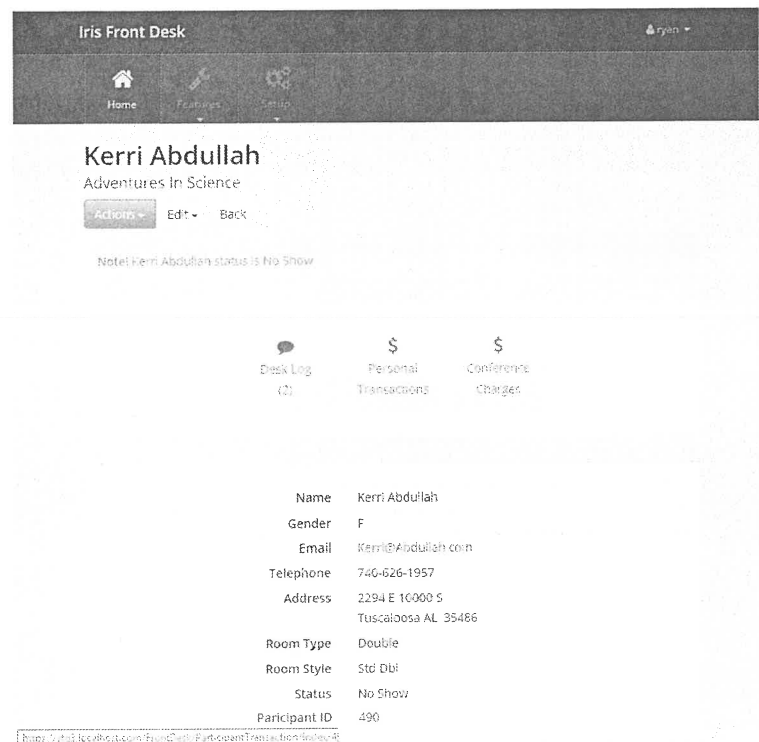 Iris Front Desk
ryan
Home
Features
Setup
Kerri Abdullah
Adventures In Science
Actions
Edit
Back
Note! Kerri Abdullah status is No Show
Desk Log
(2)
Personal
Transactions
Conference
Charges
Name Kerri Abdullah
Gender F
Email Kerri@Abdullah.com
Telephone 740-626-1957
Address 2294 E 10000 S
Tuscaloosa AL 35486
Room Type Double
Room Style Std Dbl
Status No Show
Paricipant ID 490